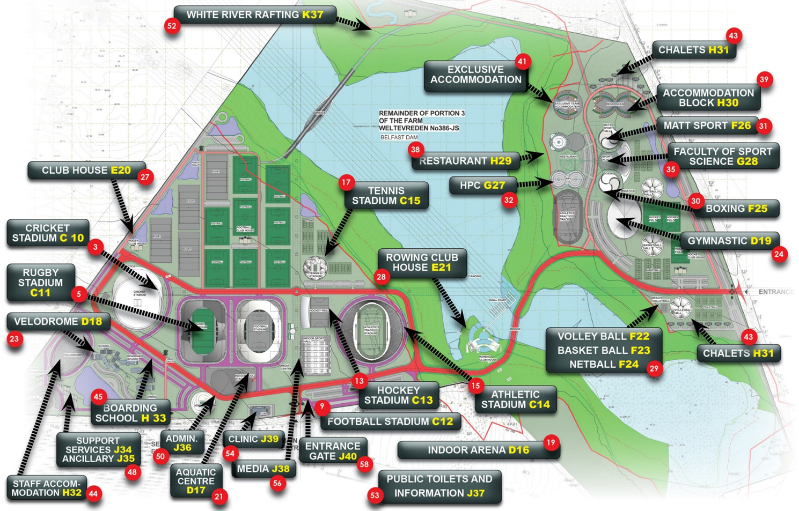 WHITE RIVER RAFTING K37
52
43
CHALETS H31
41
EXCLUSIVE
ACCOMMODATION
39
ACCOMMODATION
BLOCK H30
REMAINDER OF PORTION 3
OF THE FARM
WELTEVREDEN No386-JS
BELFAST DAM
MATT SPORT F26
31
38
RESTAURANT H29
FACULTY OF SPORT
SCIENCE G28
35
CLUB HOUSE E20
27
17
TENNIS
STADIUM C15
HPC G27
32
30
BOXING F25
CRICKET
STADIUM C 10
3
GYMNASTIC D19
24
ROWING CLUB
HOUSE E21
28
RUGBY
STADIUM
C11
5
ENTRANCE
VELODROME D18
23
VOLLEY BALL F22
BASKET BALL F23
NETBALL F24
29
43
CHALETS H31
13
HOCKEY
STADIUM C13
15
ATHLETIC
STADIUM C14
45
BOARDING
SCHOOL H 33
9
FOOTBALL STADIUM C12
SUPPORT
SERVICES J34
ANCILLARY J35
48
ADMIN.
J36
50
CLINIC J39
54
ENTRANCE
GATE J40
58
INDOOR ARENA D16
19
STAFF ACCOM-
MODATION H32
44
AQUATIC
CENTRE
D17
21
MEDIA J38
56
PUBLIC TOILETS AND
INFORMATION J37
53